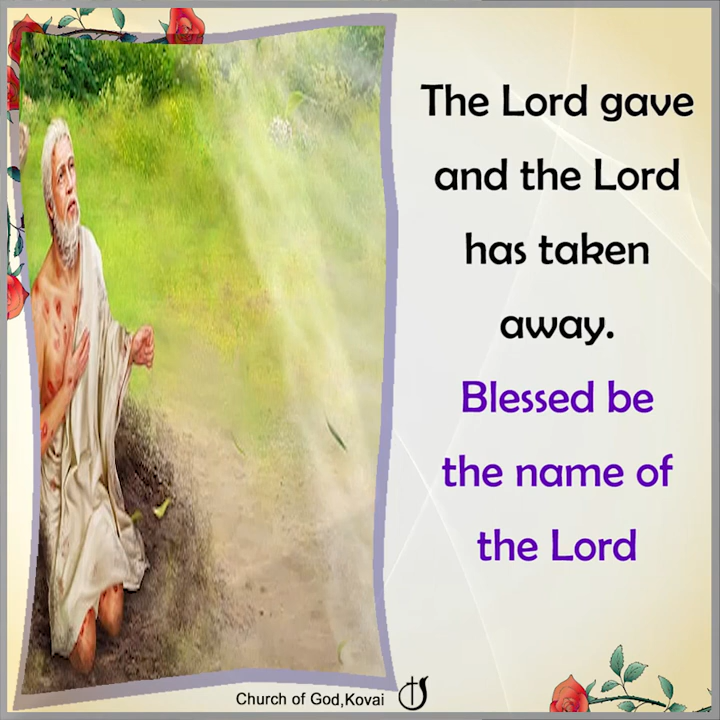 The Lord gave
and the Lord
has taken
away.
Blessed be
the name of
the Lord
Church of God,Kovai